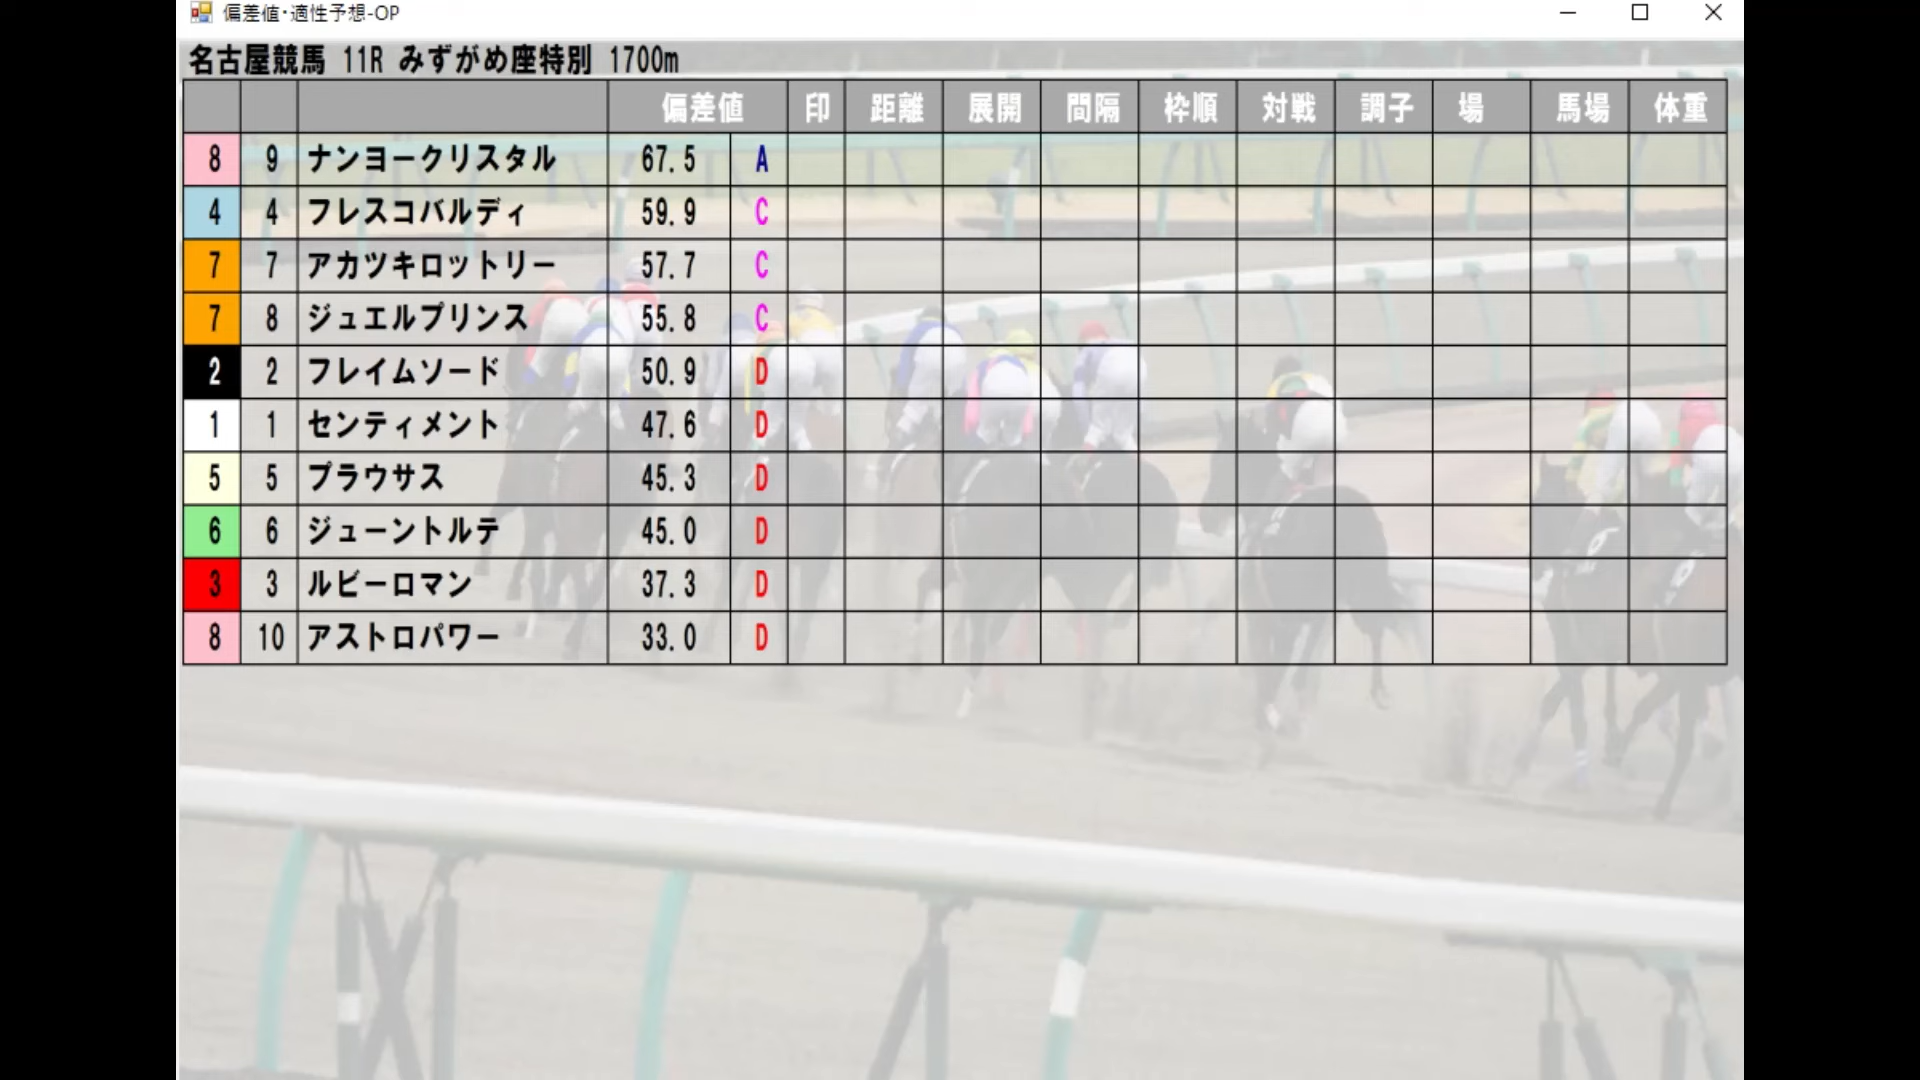 偏差値・適性予想-OP
名古屋競馬 11R みずがめ座特別 1700m
偏差値 印 距離 展開 間隔 枠順 対戦 調子 場 馬場 体重
8 9 ナンヨークリスタル 67.5 A
4 4 フレスコバルディ 59.9 C
7 7 アカツキロットリー 57.7 C
7 8 ジュエルプリンス 55.8 C
2 2 フレイムソード 50.9 D
1 1 センティメント 47.6 D
5 5 プラウサス 45.3 D
6 6 ジューントルテ 45.0 D
3 3 ルビーロマン 37.3 D
8 10 アストロパワー 33.0 D